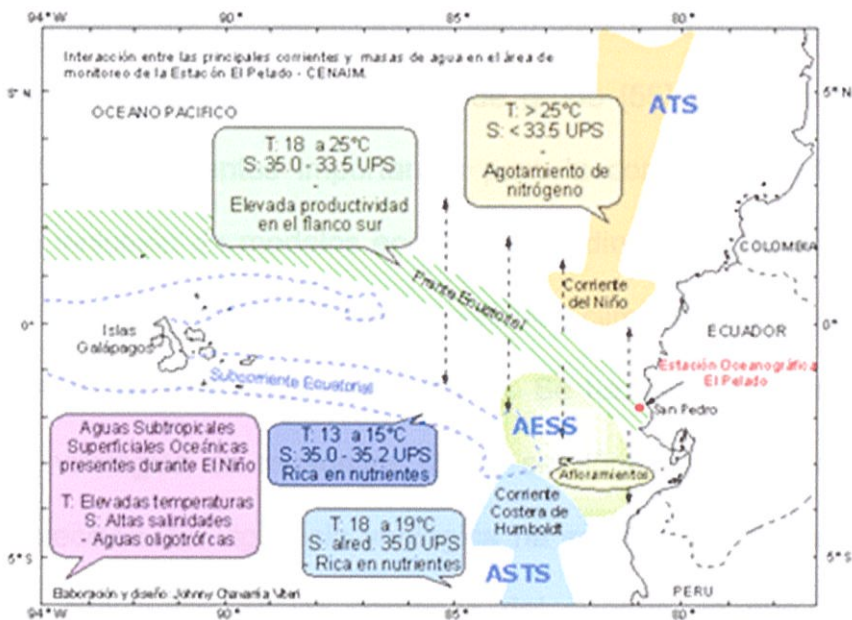 94°W
90°
85°
80°
Interacción entre las principales corrientes y masas de agua en el área de
monitoreo de la Estación El Pelado - CENAIM.
5°N
5°N
OCEANO PACIFICO
ATS
T: > 25°C
S: < 33.5 UPS
-
Agotamiento de
nitrógeno
T: 18 a 25°C
S: 35.0 - 33.5 UPS
-
Elevada productividad
en el flanco sur
COLOMBIA
Frente Ecuatorial
Corriente
del Niño
0°
0°
ECUADOR
Islas
Galápagos
Estación Oceanográfica
El Pelado
Subcorriente Ecuatorial
San Pedro
AESS
Aguas Subtropicales
Superficiales Oceánicas
presentes durante El Niño
T: Elevadas temperaturas
S: Altas salinidades
- Aguas oligotróficas
T: 13 a 15°C
S: 35.0 - 35.2 UPS
Rica en nutrientes
Afloramientos
Corriente
Costera de
Humboldt
T: 18 a 19°C
S: alred. 35.0 UPS
- Rica en nutrientes
5°S
5°S
ASTS
PERU
Elaboración y diseño: Johnny Chavarría Viteri
94°W
90°
85°
80°